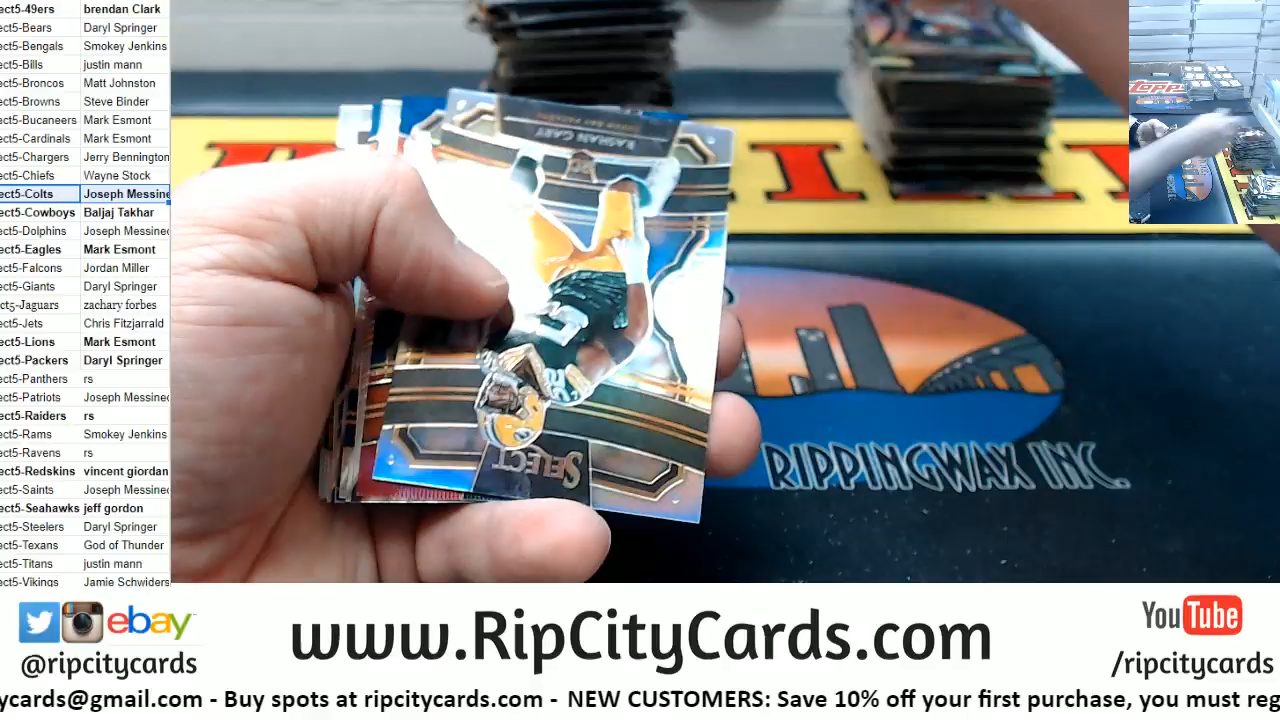 ect5-49ers brendan Clark
ect5-Bears Daryl Springer
ect5-Bengals Smokey Jenkins
ect5-Bills justin mann
ect5-Broncos Matt Johnston
ect5-Browns Steve Binder
ect5-Bucaneers Mark Esmont
ect5-Cardinals Mark Esmont
ect5-Chargers Jerry Bennington
ect5-Chiefs Wayne Stock
ect5-Colts Joseph Messine
ect5-Cowboys Baljaj Takhar
ect5-Dolphins Joseph Messined
ect5-Eagles Mark Esmont
ect5-Falcons Jordan Miller
ect5-Giants Daryl Springer
ect5-Jaguars zachary forbes
ect5-Jets Chris Fitzjarrald
ect5-Lions Mark Esmont
ect5-Packers Daryl Springer
ect5-Panthers rs
ect5-Patriots Joseph Messined
ect5-Raiders rs
ect5-Rams Smokey Jenkins
ect5-Ravens rs
ect5-Redskins vincent giordan
ect5-Saints Joseph Messined
ect5-Seahawks jeff gordon
ect5-Steelers Daryl Springer
ect5-Texans God of Thunder
ect5-Titans justin mann
ect5-Vikings Jamie Schwiders
RASHAN GARY
GREEN BAY PACKERS
SELECT
RIPPINGWAX INC.
TOPP
ebay
@ripcitycards
www.RipCityCards.com
YouTube
/ripcitycards
ycards@gmail.com - Buy spots at ripcitycards.com - NEW CUSTOMERS: Save 10% off your first purchase, you must reg